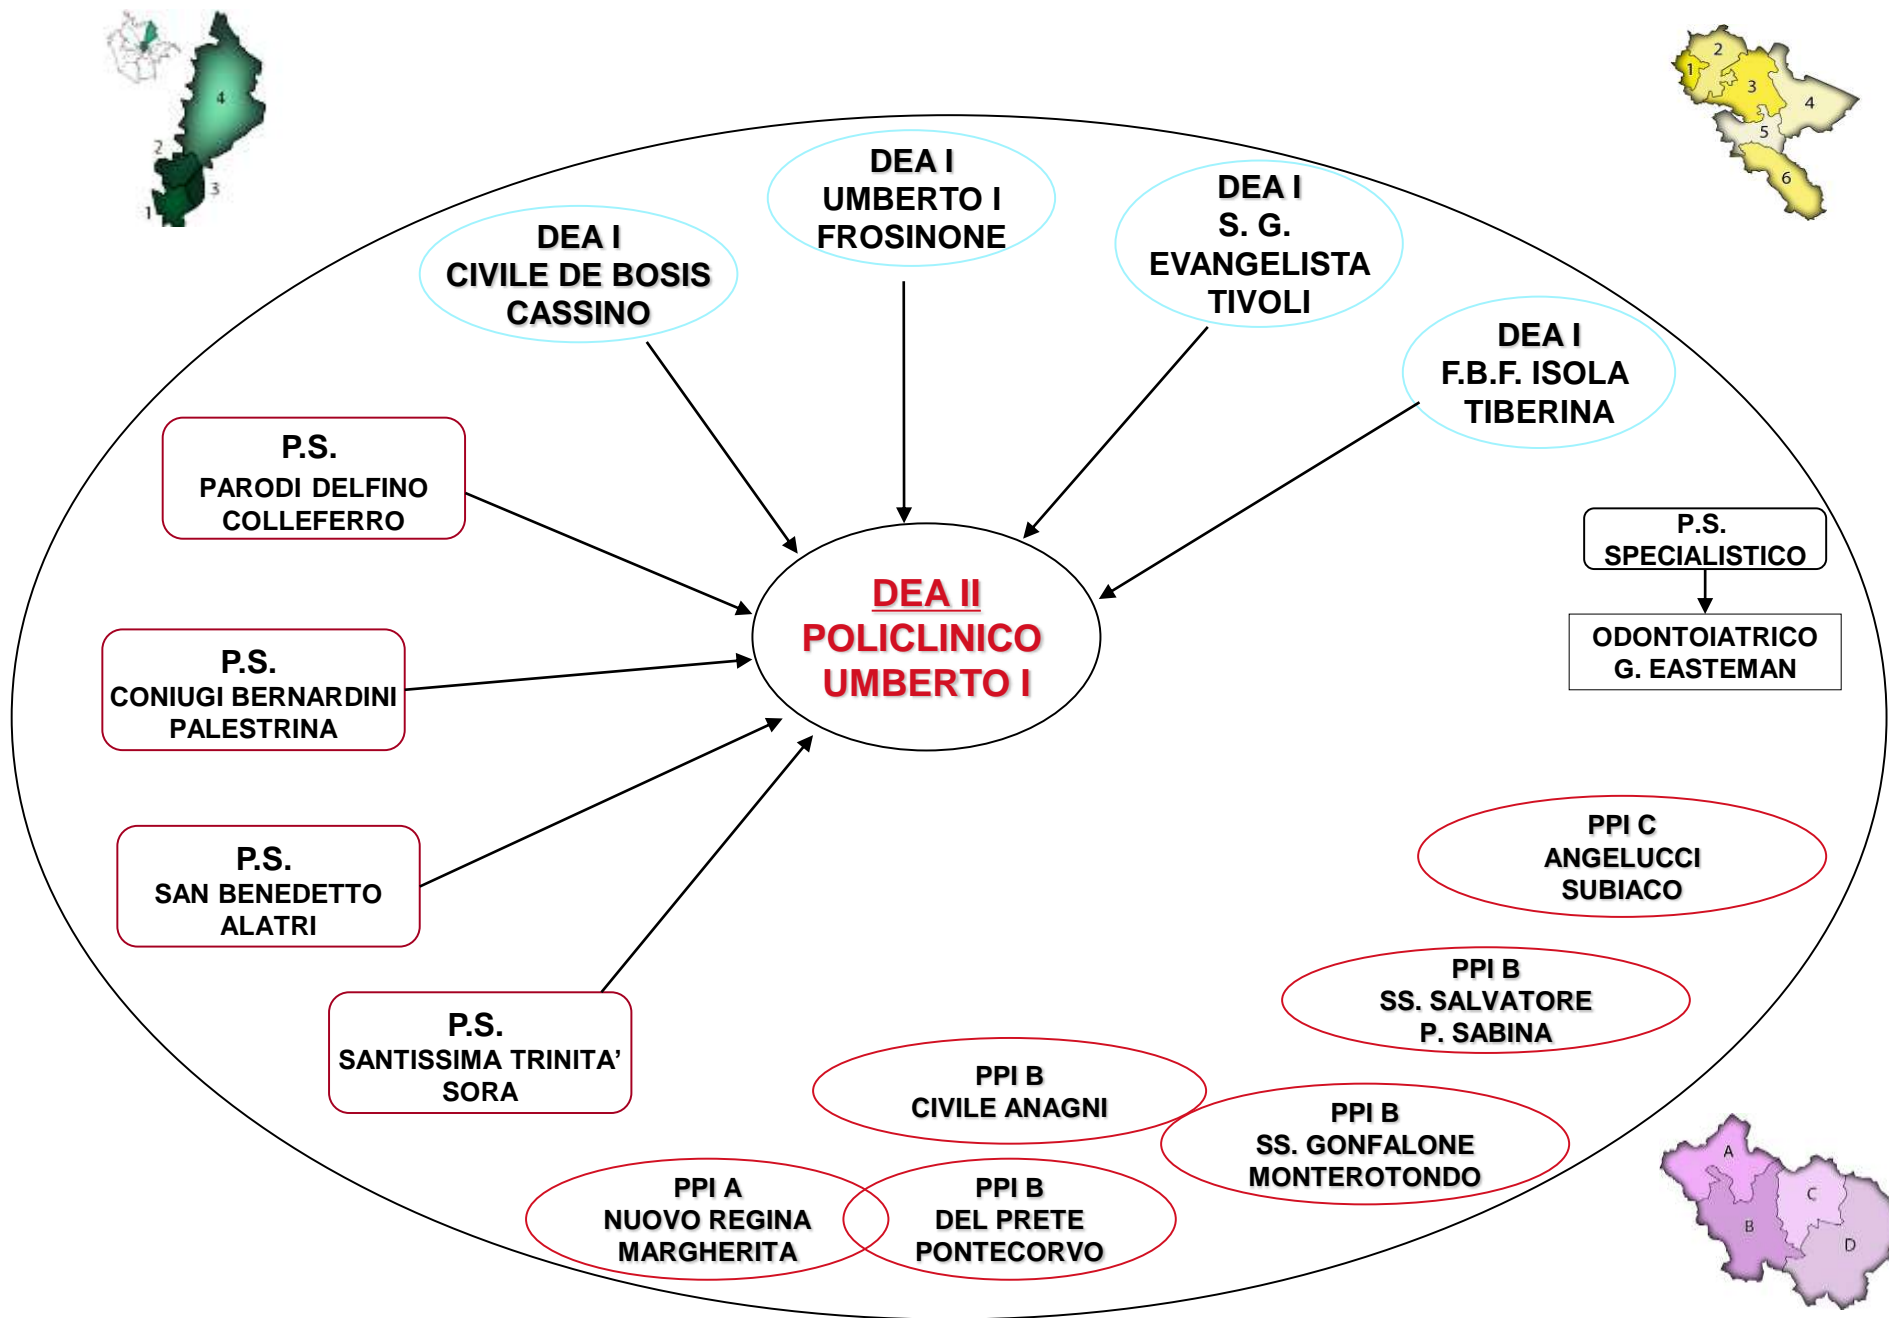 4
2
3
1
2
1
3
4
5
6
DEA I
UMBERTO I
FROSINONE
DEA I
S. G.
EVANGELISTA
TIVOLI
DEA I
CIVILE DE BOSIS
CASSINO
DEA I
F.B.F. ISOLA
TIBERINA
P.S.
PARODI DELFINO
COLLEFERRO
P.S.
SPECIALISTICO
ODONTOIATRICO
G. EASTEMAN
DEA II
POLICLINICO
UMBERTO I
P.S.
CONIUGI BERNARDINI
PALESTRINA
P.S.
SAN BENEDETTO
ALATRI
P.S.
SANTISSIMA TRINITA’
SORA
PPI C
ANGELUCCI
SUBIACO
PPI B
SS. SALVATORE
P. SABINA
PPI B
CIVILE ANAGNI
PPI B
SS. GONFALONE
MONTEROTONDO
PPI A
NUOVO REGINA
MARGHERITA
PPI B
DEL PRETE
PONTECORVO
A
C
B
D